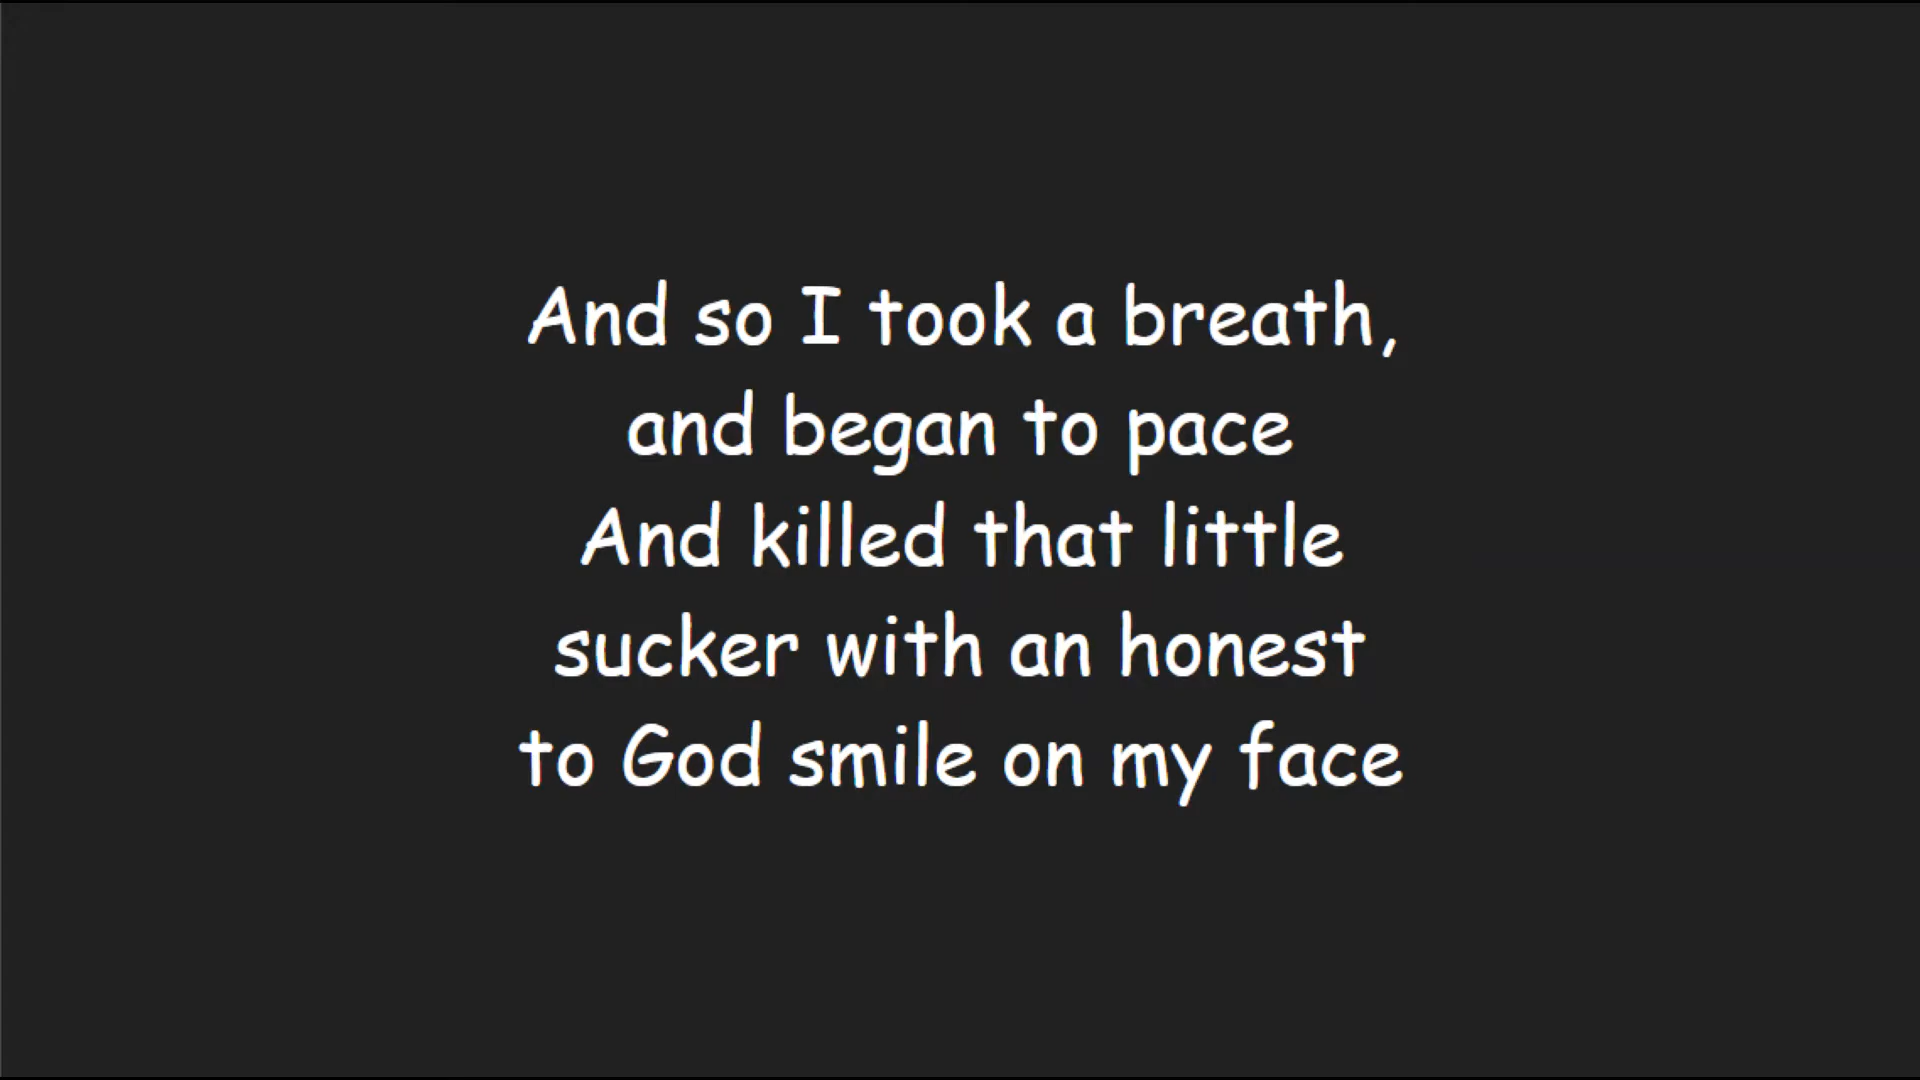 And so I took a breath,
and began to pace
And killed that little
sucker with an honest
to God smile on my face